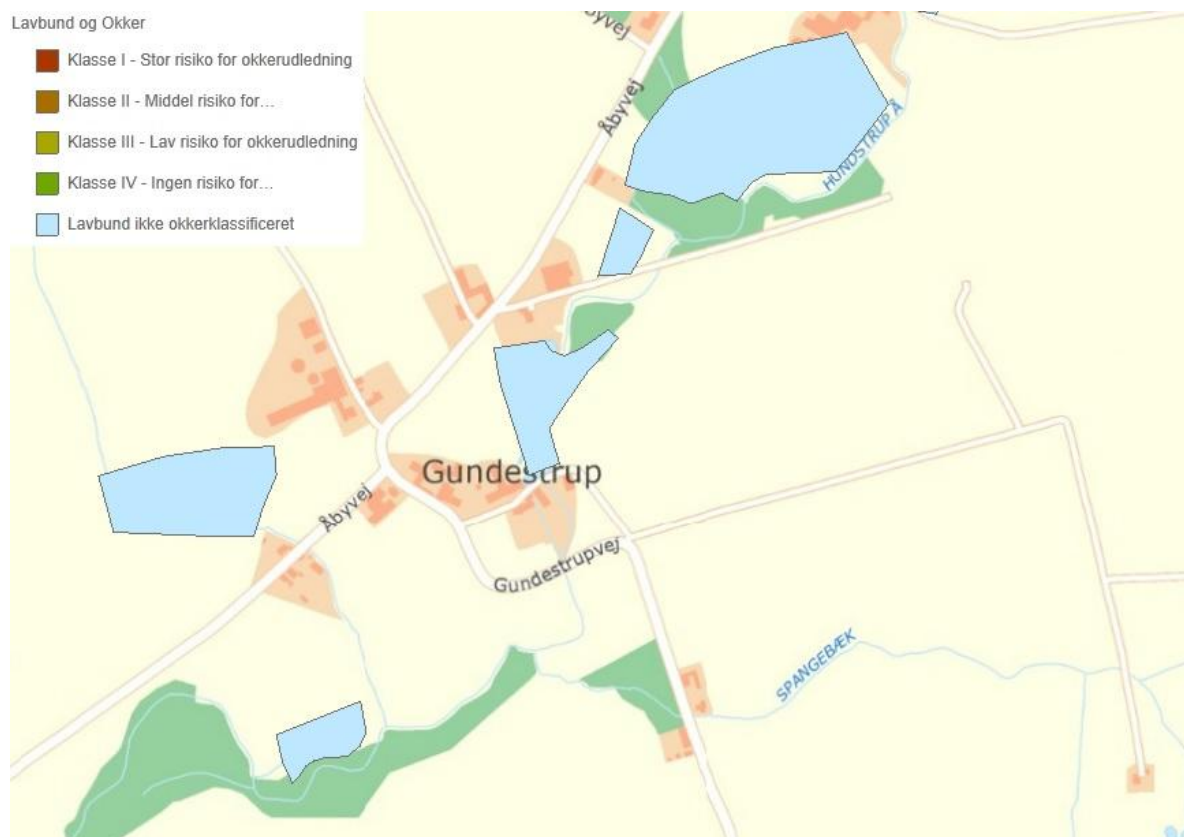 Lavbund og Okker
Klasse I - Stor risiko for okkerudledning
Klasse II - Middel risiko for…
Klasse III - Lav risiko for okkerudledning
Klasse IV - Ingen risiko for…
Lavbund ikke okkerklassificeret
byvej
Åbyvej
HUNDSTRUP Å
Gundestrup
Åbyvej
Gundestrupvej
SPANGEBÆK